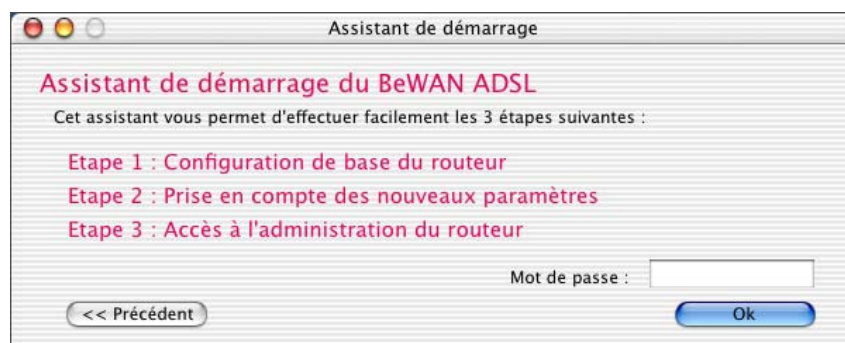 Assistant de démarrage
Assistant de démarrage du BeWAN ADSL
Cet assistant vous permet d'effectuer facilement les 3 étapes suivantes :
Etape 1 : Configuration de base du routeur
Etape 2 : Prise en compte des nouveaux paramètres
Etape 3 : Accès à l'administration du routeur
Mot de passe :
<< Précédent
Ok